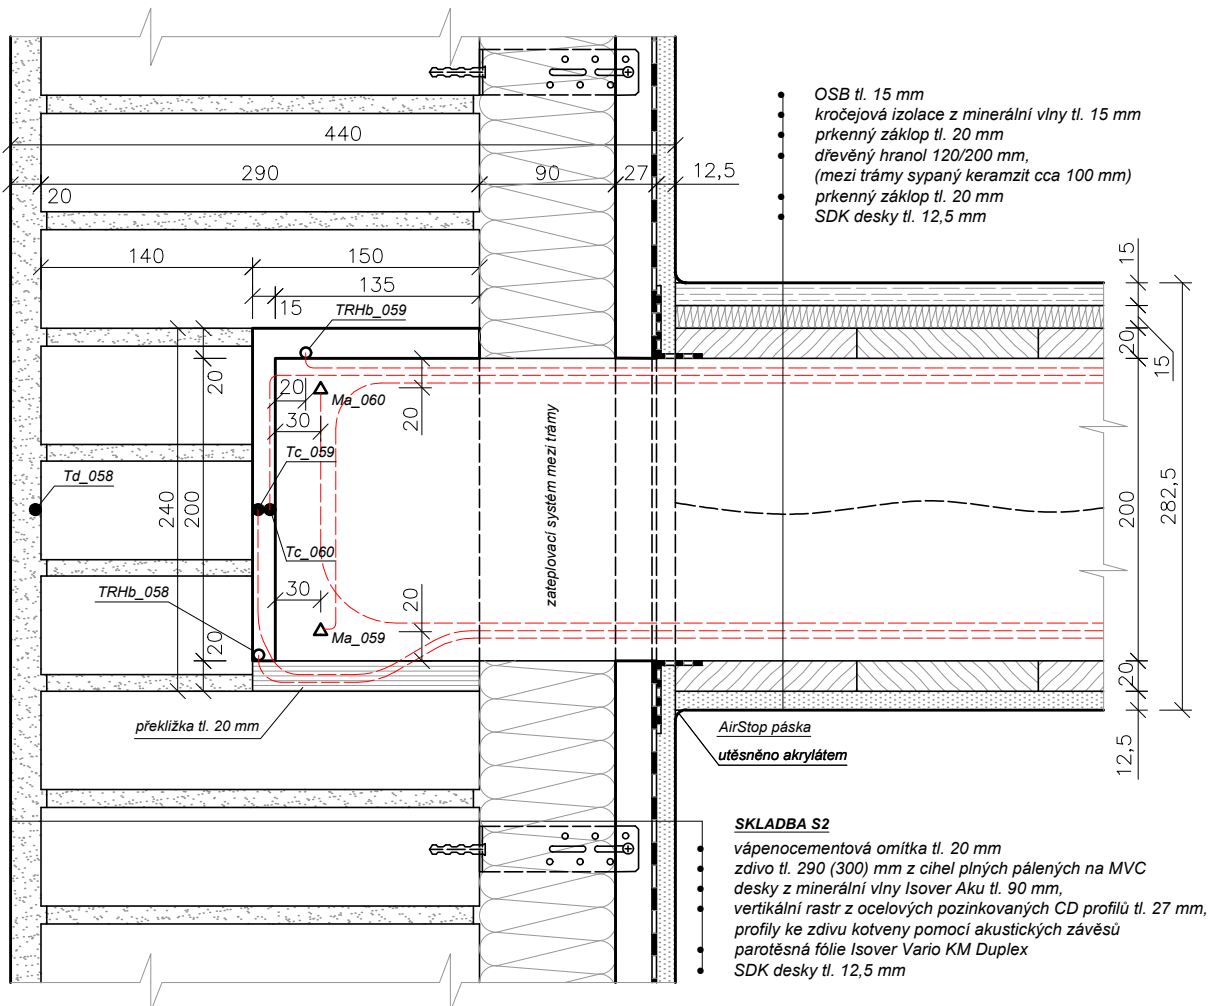 OSB tl. 15 mm
kročejová izolace z minerální vlny tl. 15 mm
prkenný záklop tl. 20 mm
dřevěný hranol 120/200 mm,
(mezi trámy sypaný keramzit cca 100 mm)
prkenný záklop tl. 20 mm
SDK desky tl. 12,5 mm
440
290
90
27
12,5
20
140
150
135
15
TRHb_059
15
20
15
20
20
Ma_060
20
30
Tc_059
Td_058
240
200
Tc_060
zateplovací systém mezi trámy
200
282,5
TRHb_058
30
20
20
Ma_059
20
12,5
překližka tl. 20 mm
AirStop páska
utěsněno akrylátem
SKLADBA S2
vápenocementová omítka tl. 20 mm
zdivo tl. 290 (300) mm z cihel plných pálených na MVC
desky z minerální vlny Isover Aku tl. 90 mm,
vertikální rastr z ocelových pozinkovaných CD profilů tl. 27 mm,
profily ke zdivu kotveny pomocí akustických závěsů
parotěsná fólie Isover Vario KM Duplex
SDK desky tl. 12,5 mm